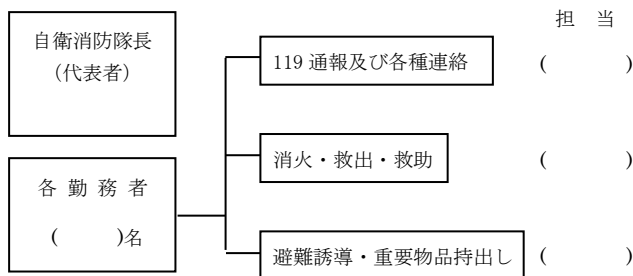 担　当
自衛消防隊長
（代表者）
119 通報及び各種連絡 (　　　　)
消火・救出・救助 (　　　　)
各 勤 務 者
(　　　)名
避難誘導・重要物品持出し (　　　　)